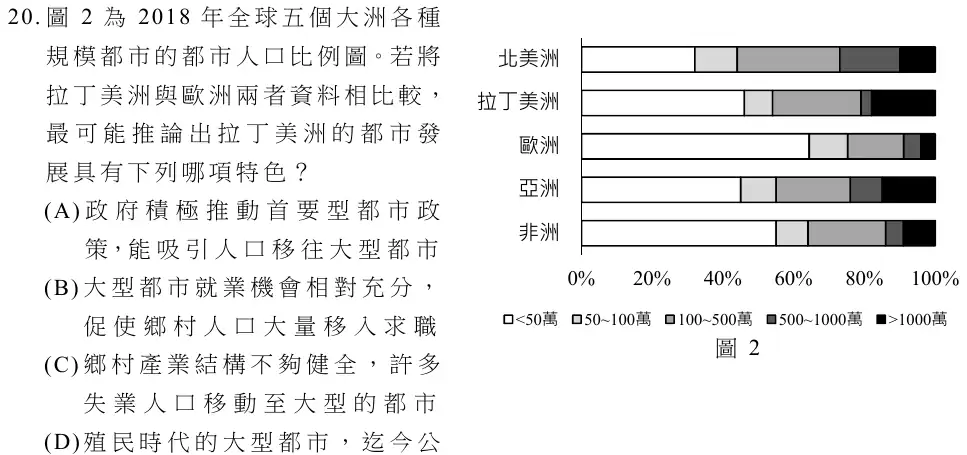 20.圖 2 為 2018 年全球五個大洲各種
規模都市的都市人口比例圖。若將
拉丁美洲與歐洲兩者資料相比較，
最可能推論出拉丁美洲的都市發
展具有下列哪項特色？
(A)政府積極推動首要型都市政
策，能吸引人口移往大型都市
(B)大型都市就業機會相對充分，
促使鄉村人口大量移入求職
(C)鄉村產業結構不夠健全，許多
失業人口移動至大型的都市
(D)殖民時代的大型都市，迄今公
北美洲
拉丁美洲
歐洲
亞洲
非洲
0% 20% 40% 60% 80% 100%
<50萬 50~100萬 100~500萬 500~1000萬 >1000萬
圖 2